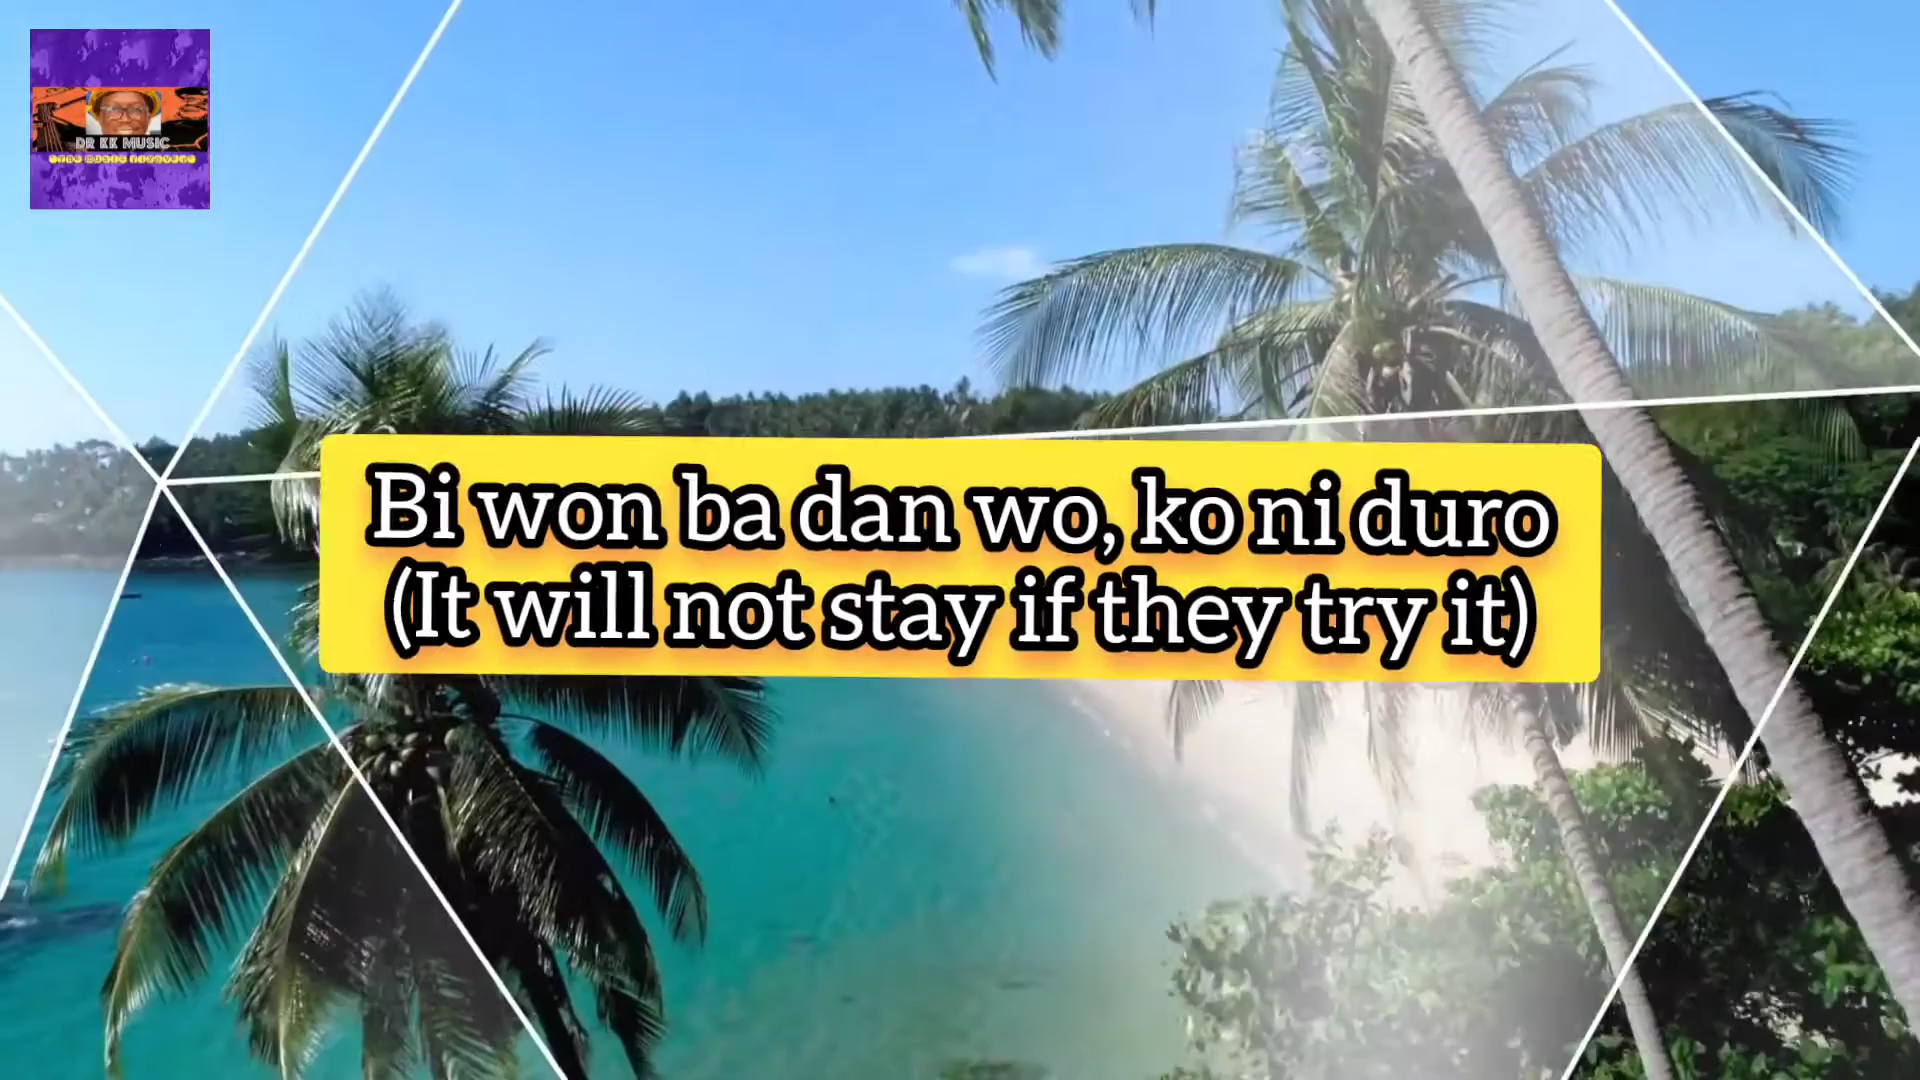 DR KK MUSIC
Bi won ba dan wo, ko ni duro
(It will not stay if they try it)